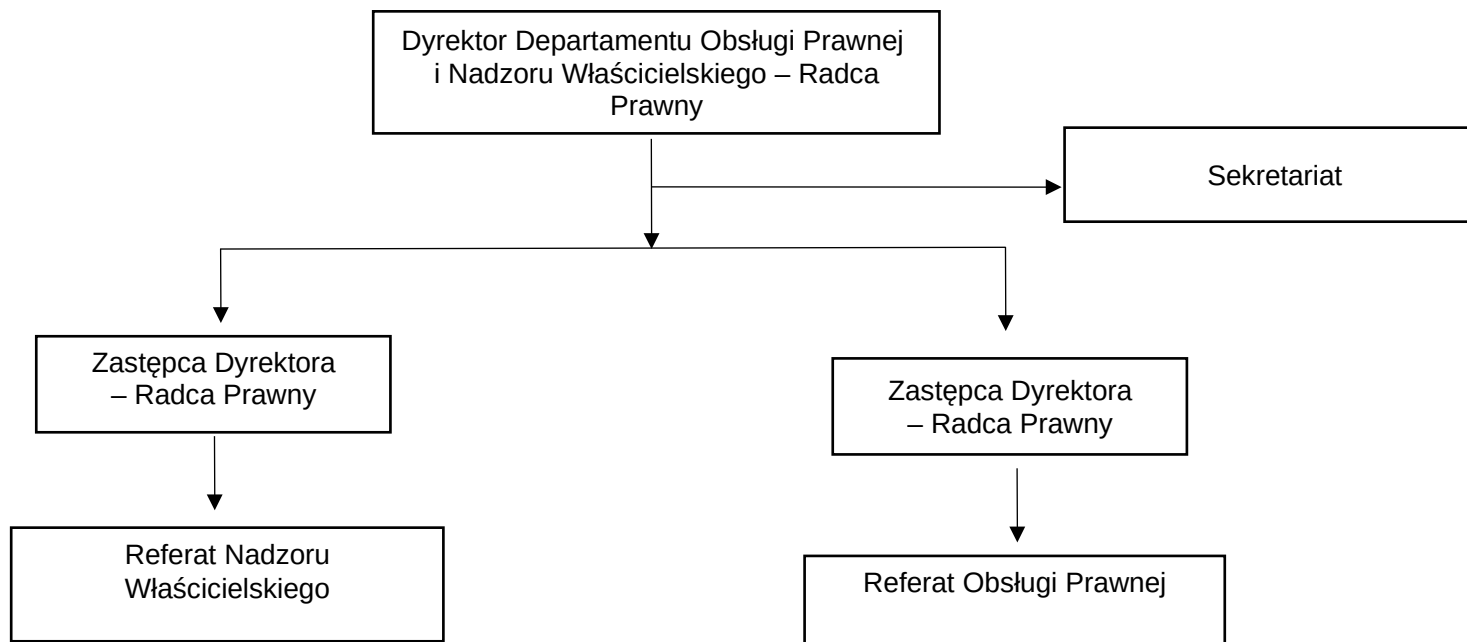 Dyrektor Departamentu Obsługi Prawnej
i Nadzoru Właścicielskiego – Radca
Prawny
Sekretariat
Zastępca Dyrektora
– Radca Prawny
Zastępca Dyrektora
– Radca Prawny
Referat Nadzoru
Właścicielskiego
Referat Obsługi Prawnej